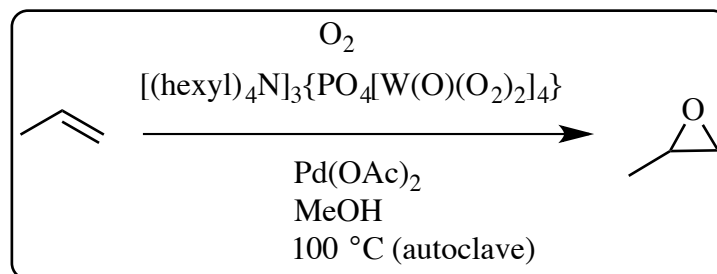 O₂
[(hexyl)₄N]₃{PO₄[W(O)(O₂)₂]₄}
O
Pd(OAc)₂
MeOH
100 °C (autoclave)